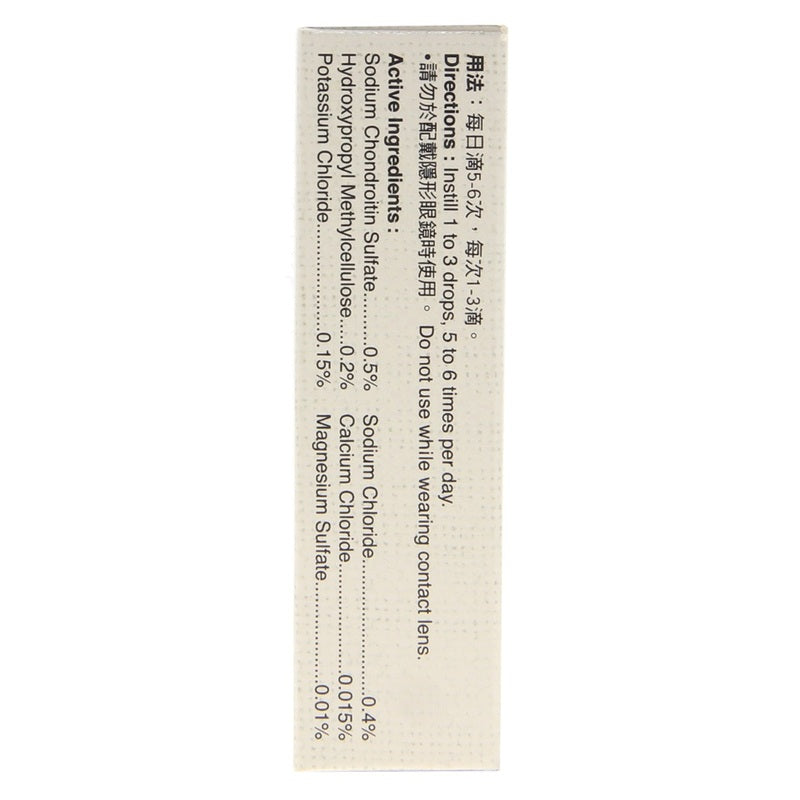 用法：每日滴5-6次，每次1-3滴。
Directions : Instill 1 to 3 drops, 5 to 6 times per day.
•請勿於配戴隱形眼鏡時使用。 Do not use while wearing contact lens.
Active Ingredients :
Sodium Chondroitin Sulfate..........0.5% Sodium Chloride..........................0.4%
Hydroxypropyl Methylcellulose.....0.2% Calcium Chloride......................0.015%
Potassium Chloride....................0.15% Magnesium Sulfate....................0.01%